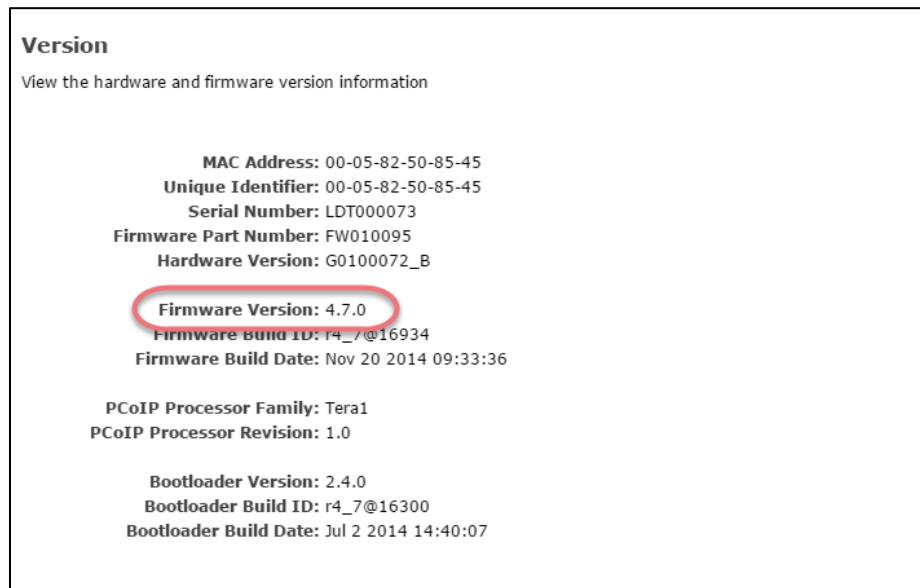 Version
View the hardware and firmware version information
MAC Address: 00-05-82-50-85-45
Unique Identifier: 00-05-82-50-85-45
Serial Number: LDT000073
Firmware Part Number: FW010095
Hardware Version: G0100072_B
Firmware Version: 4.7.0
Firmware Build ID: r4_7@16934
Firmware Build Date: Nov 20 2014 09:33:36
PCoIP Processor Family: Tera1
PCoIP Processor Revision: 1.0
Bootloader Version: 2.4.0
Bootloader Build ID: r4_7@16300
Bootloader Build Date: Jul 2 2014 14:40:07